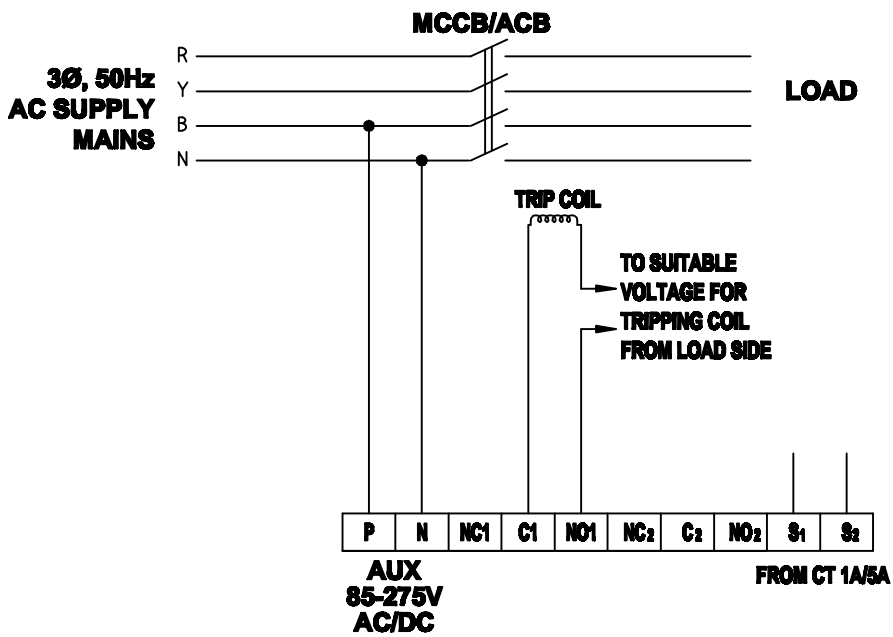 MCCB/ACB
R
3Ø, 50Hz
Y
AC SUPPLY
LOAD
B
MAINS
N
TRIP COIL
TO SUITABLE
VOLTAGE FOR
TRIPPING COIL
FROM LOAD SIDE
P N NC1 C1 NO1 NC₂ C₂ NO₂ S₁ S₂
AUX
85-275V
AC/DC
FROM CT 1A/5A